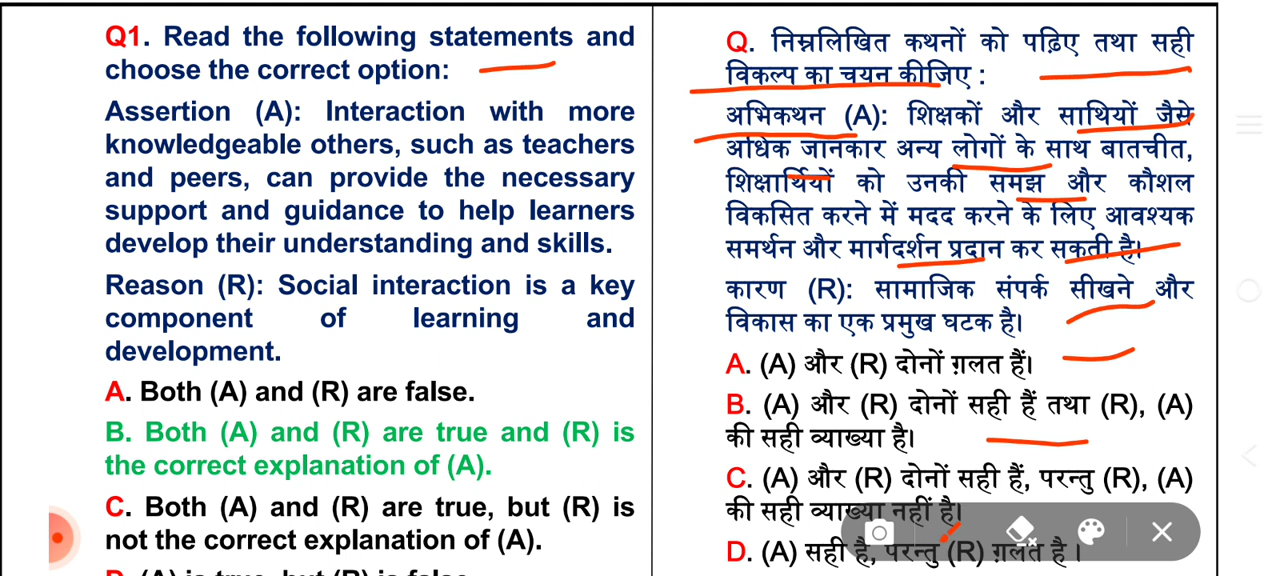 Q1. Read the following statements and
choose the correct option:
Assertion (A): Interaction with more
knowledgeable others, such as teachers
and peers, can provide the necessary
support and guidance to help learners
develop their understanding and skills.
Reason (R): Social interaction is a key
component of learning and
development.
A. Both (A) and (R) are false.
B. Both (A) and (R) are true and (R) is
the correct explanation of (A).
C. Both (A) and (R) are true, but (R) is
not the correct explanation of (A).
D. (A) is true, but (R) is false.
Q. निम्नलिखित कथनों को पढ़िए तथा सही
विकल्प का चयन कीजिए :
अभिकथन (A): शिक्षकों और साथियों जैसे
अधिक जानकार अन्य लोगों के साथ बातचीत,
शिक्षार्थियों को उनकी समझ और कौशल
विकसित करने में मदद करने के लिए आवश्यक
समर्थन और मार्गदर्शन प्रदान कर सकती है।
कारण (R): सामाजिक संपर्क सीखने और
विकास का एक प्रमुख घटक है।
A. (A) और (R) दोनों ग़लत हैं।
B. (A) और (R) दोनों सही हैं तथा (R), (A)
की सही व्याख्या है।
C. (A) और (R) दोनों सही हैं, परन्तु (R), (A)
की सही व्याख्या नहीं है।
D. (A) सही है, परन्तु (R) ग़लत है ।